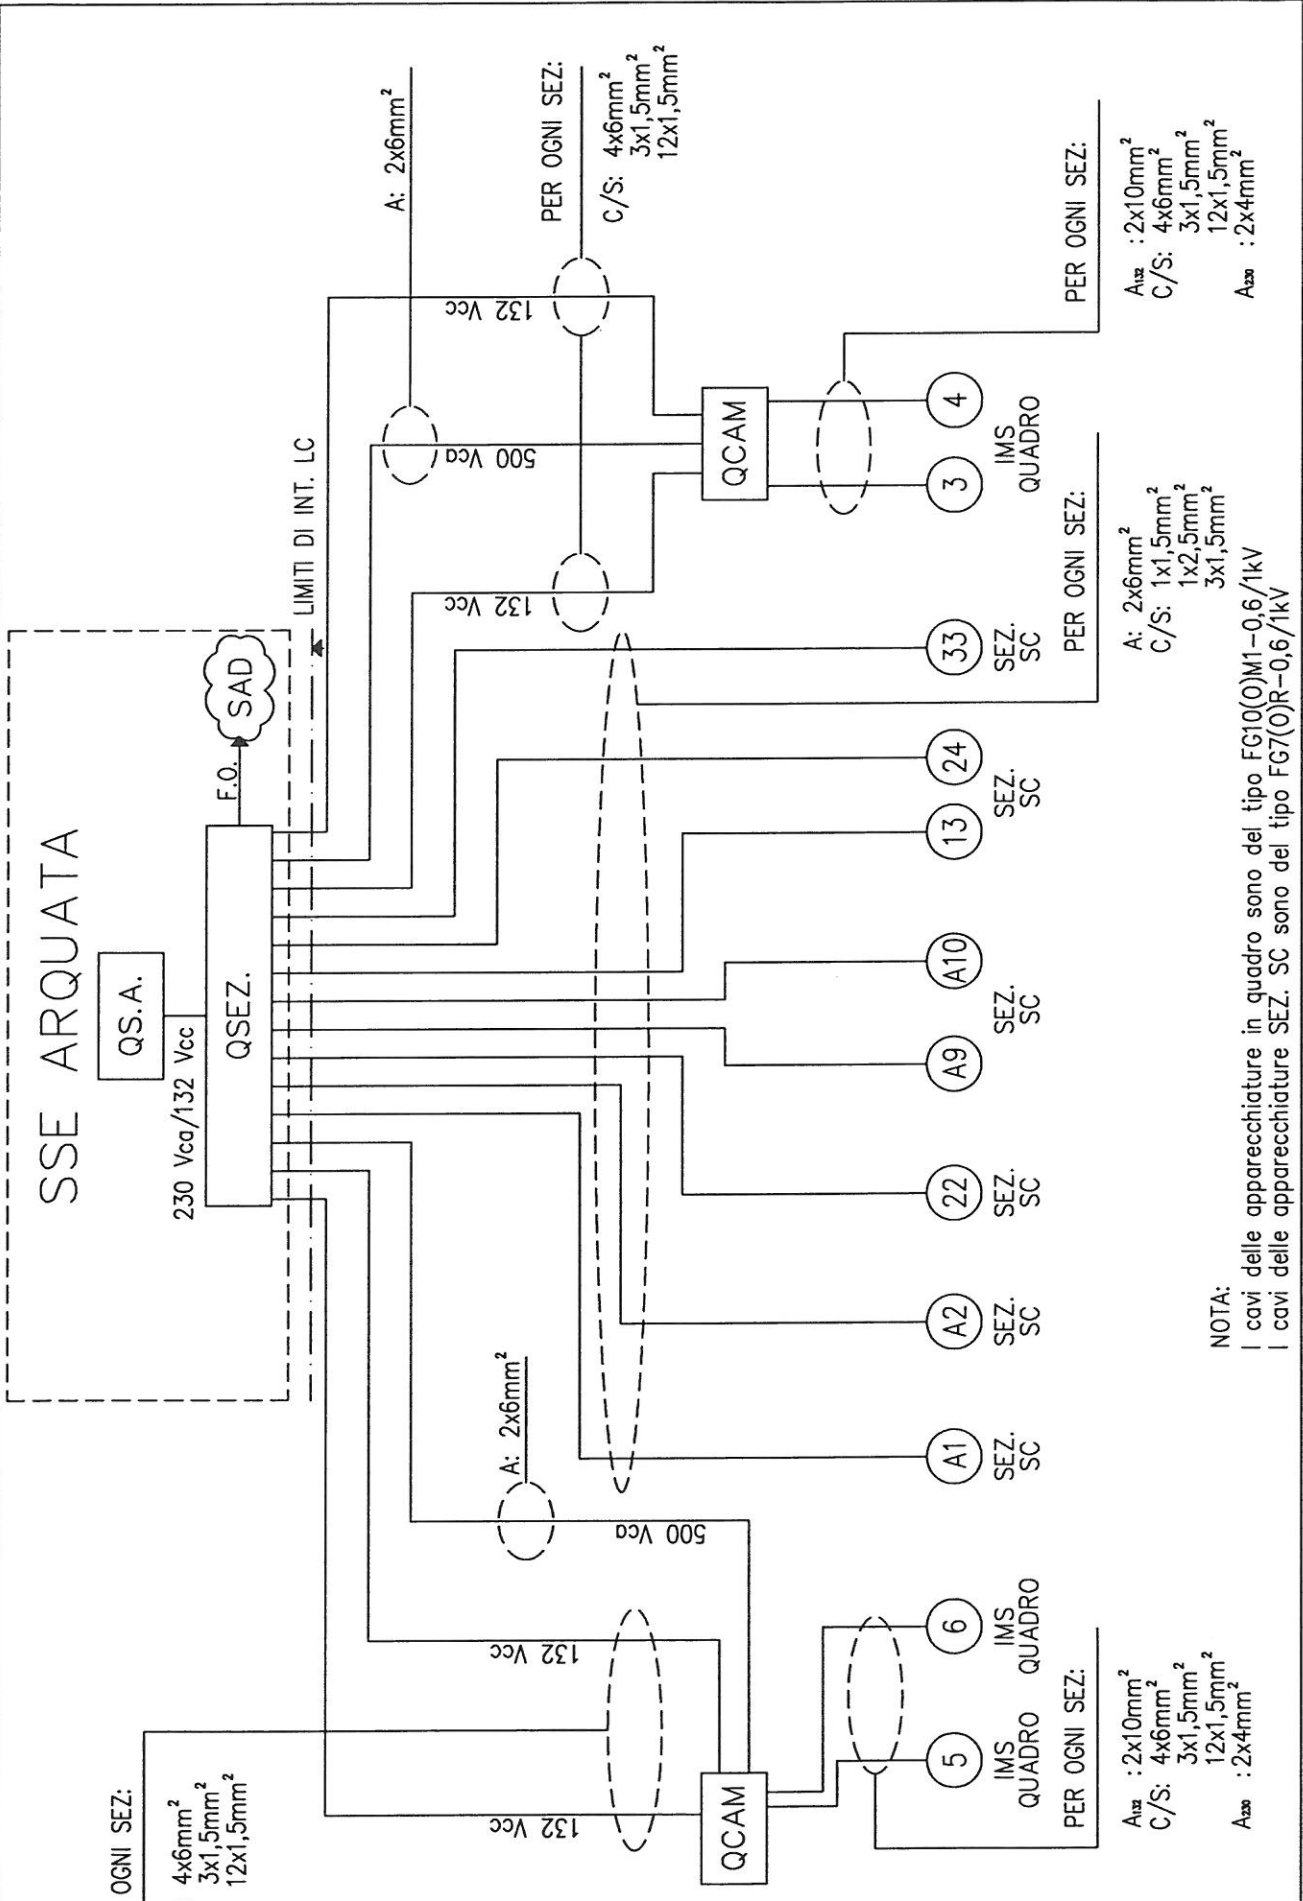 SSE ARQUATA
QS.A.
230 Vca/132 Vcc
QSEZ.
F.O.
SAD
LIMITI DI INT. LC
OGNI SEZ:
4x6mm²
3x1,5mm²
12x1,5mm²
132 Vcc
132 Vcc
500 Vca
A: 2x6mm²
132 Vcc
500 Vca
132 Vcc
A: 2x6mm²
PER OGNI SEZ:
C/S: 4x6mm²
3x1,5mm²
12x1,5mm²
QCAM
QCAM
5
IMS
QUADRO
6
IMS
QUADRO
A1
SEZ.
SC
A2
SEZ.
SC
22
SEZ.
SC
A9
A10
SEZ.
SC
13
24
SEZ.
SC
33
SEZ.
SC
3
4
IMS
QUADRO
PER OGNI SEZ:
A132 : 2x10mm²
C/S: 4x6mm²
3x1,5mm²
12x1,5mm²
A230 : 2x4mm²
PER OGNI SEZ:
A: 2x6mm²
C/S: 1x1,5mm²
1x2,5mm²
3x1,5mm²
PER OGNI SEZ:
A132 : 2x10mm²
C/S: 4x6mm²
3x1,5mm²
12x1,5mm²
A230 : 2x4mm²
NOTA:
I cavi delle apparecchiature in quadro sono del tipo FG10(O)M1-0,6/1kV
I cavi delle apparecchiature SEZ. SC sono del tipo FG7(O)R-0,6/1kV